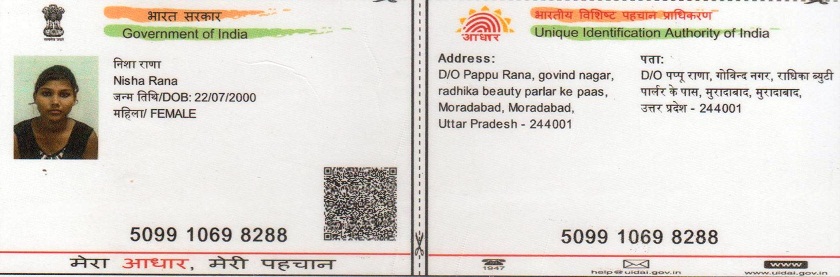 भारत सरकार
Government of India
निशा राणा
Nisha Rana
जन्म तिथि/DOB: 22/07/2000
महिला/ FEMALE
5099 1069 8288
मेरा आधार, मेरी पहचान
भारतीय विशिष्ट पहचान प्राधिकरण
Unique Identification Authority of India
आधार
Address:
D/O Pappu Rana, govind nagar,
radhika beauty parlar ke paas,
Moradabad, Moradabad,
Uttar Pradesh - 244001
पता:
D/O पप्पू राणा, गोविन्द नगर, राधिका ब्युटी
पार्लर के पास, मुरादाबाद, मुरादाबाद,
उत्तर प्रदेश - 244001
5099 1069 8288
1947
help@uidai.gov.in
www
www.uidai.gov.in